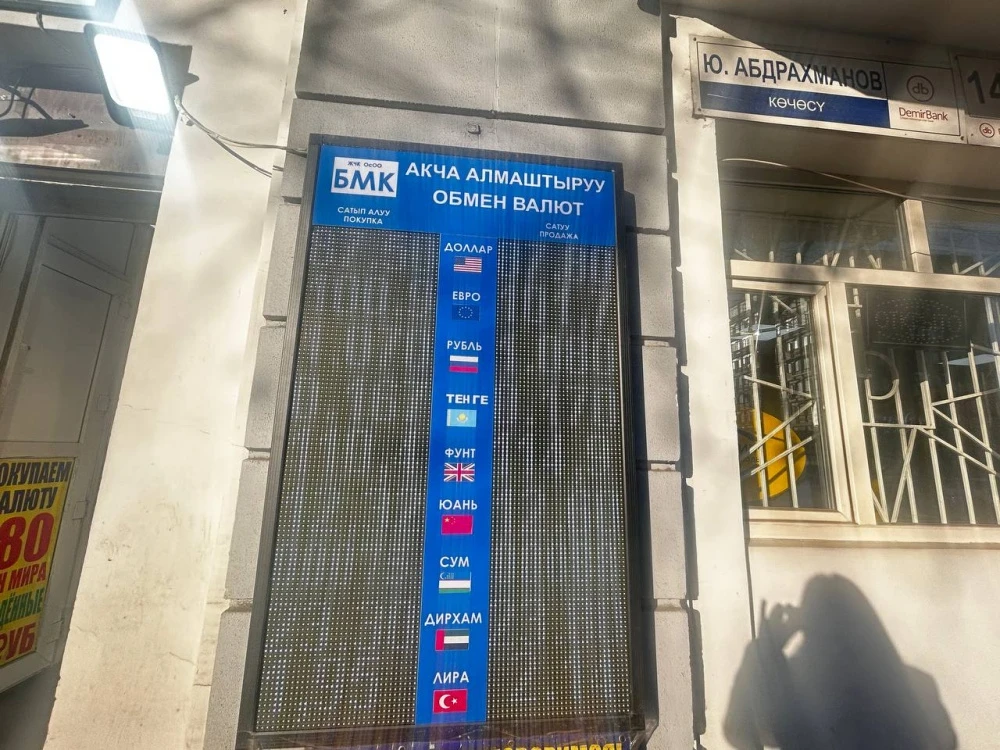 ЖЧК ОсОО
БМК
АКЧА АЛМАШТЫРУУ
ОБМЕН ВАЛЮТ
САТЫП АЛУУ
ПОКУПКА
САТУУ
ПРОДАЖА
ДОЛЛАР
ЕВРО
РУБЛЬ
ТЕНГЕ
ФУНТ
ЮАНЬ
СУМ
ДИРХАМ
ЛИРА
Ю. АБДРАХМАНОВ
КӨЧӨСҮ
db
DemirBank
ОКУПАЕМ
АЛЮТУ
80
МИРА
РУБ